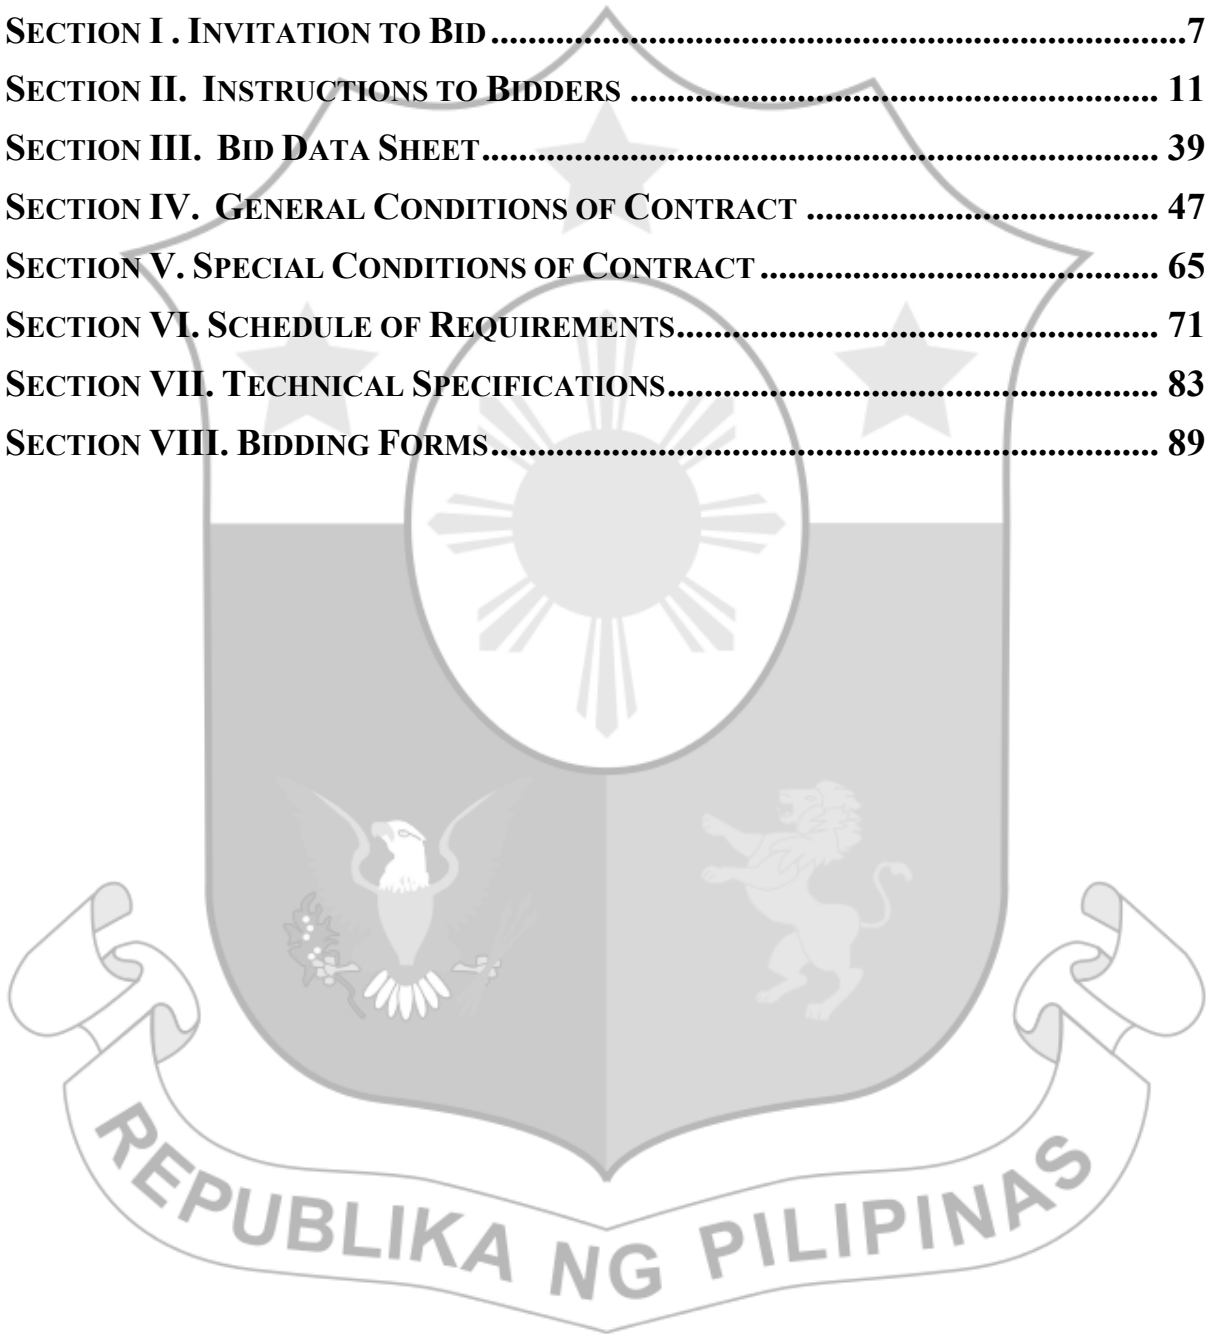 SECTION I . INVITATION TO BID...........................................................................7
SECTION II.  INSTRUCTIONS TO BIDDERS ......................................................... 11
SECTION III.  BID DATA SHEET......................................................................... 39
SECTION IV.  GENERAL CONDITIONS OF CONTRACT ...................................... 47
SECTION V. SPECIAL CONDITIONS OF CONTRACT ........................................... 65
SECTION VI. SCHEDULE OF REQUIREMENTS.................................................... 71
SECTION VII. TECHNICAL SPECIFICATIONS..................................................... 83
SECTION VIII. BIDDING FORMS........................................................................ 89
REPUBLIKA NG PILIPINAS